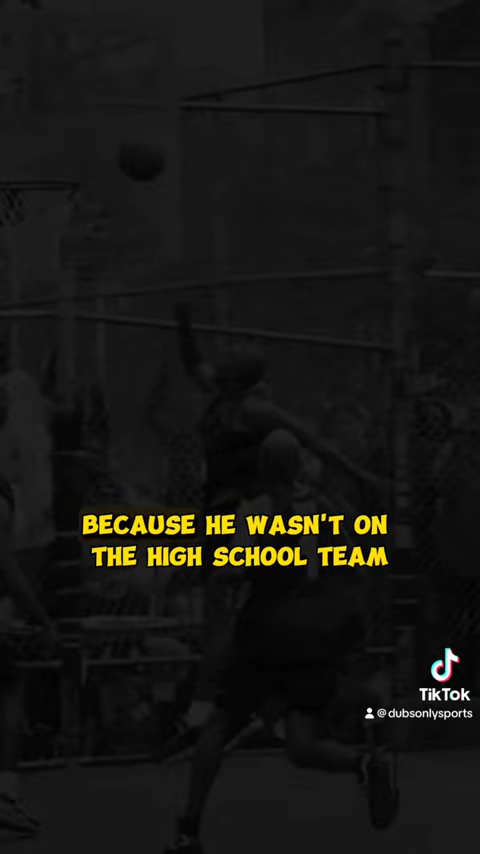 BECAUSE HE WASN'T ON
THE HIGH SCHOOL TEAM
TikTok
@dubsonlysports